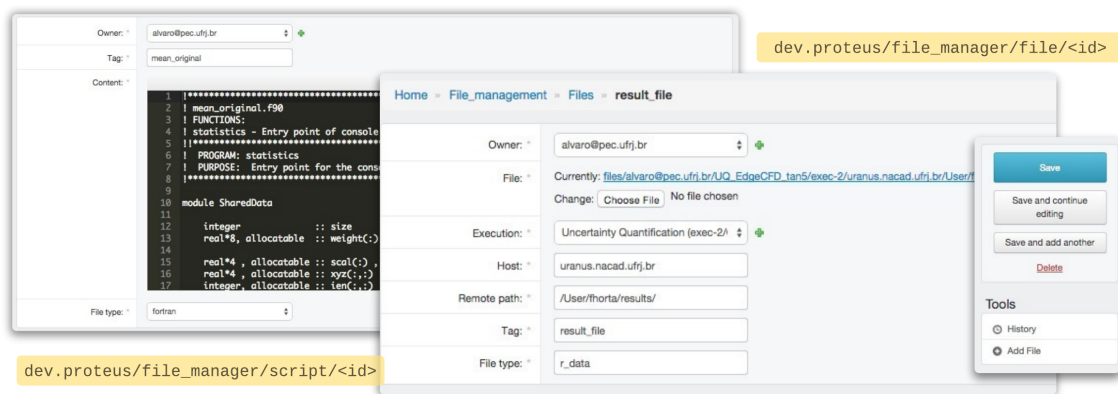 Owner: *
alvaro@pec.ufrj.br
Tag: *
mean_original
Content: *
1 !************************************
2 ! mean_original.f90
3 ! FUNCTIONS:
4 ! statistics - Entry point of console
5 !!************************************
6 ! PROGRAM: statistics
7 ! PURPOSE: Entry point for the cons
8 !************************************
9
10 module SharedData
11
12 integer :: size
13 real*8, allocatable :: weight(:)
14
15 real*4 , allocatable :: scal(:) ,
16 real*4 , allocatable :: xyz(:,:)
17 integer, allocatable :: ien(:,:)
File type: *
fortran
dev.proteus/file_manager/script/<id>
dev.proteus/file_manager/file/<id>
Home » File_management » Files » result_file
Owner: *
alvaro@pec.ufrj.br
File: *
Currently: files/alvaro@pec.ufrj.br/UQ_EdgeCFD_tan5/exec-2/uranus.nacad.ufrj.br/User/f
Change: Choose File No file chosen
Execution: *
Uncertainty Quantification (exec-2/
Host: *
uranus.nacad.ufrj.br
Remote path: *
/User/fhorta/results/
Tag: *
result_file
File type: *
r_data
Save
Save and continue
editing
Save and add another
Delete
Tools
History
Add File